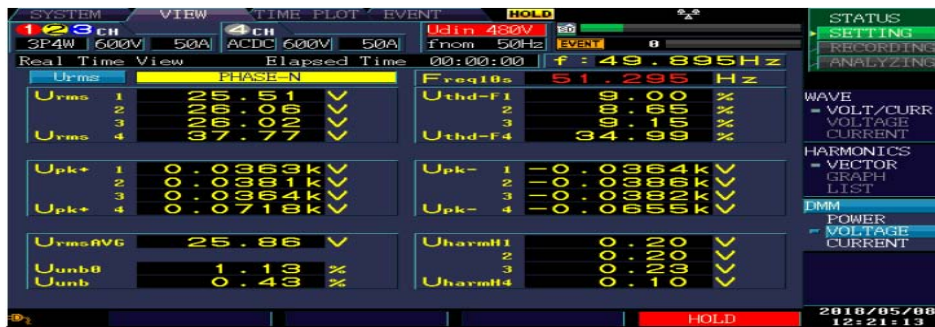 SYSTEM VIEW TIME PLOT EVENT HOLD
1 2 3 CH 4 CH Udin 480V SD
3P4W 600V 50A ACDC 600V 50A fnom 50Hz EVENT 0
Real Time View Elapsed Time 00:00:00 f:49.895Hz
Urms PHASE-N Freq10s 51.295 Hz
Urms 1 25.51 V Uthd-F1 9.00 %
2 26.06 V 2 8.65 %
3 26.02 V 3 9.15 %
Urms 4 37.77 V Uthd-F4 34.99 %
Upk+ 1 0.0363kV Upk- 1 -0.0364kV
2 0.0381kV 2 -0.0386kV
3 0.0364kV 3 -0.0382kV
Upk+ 4 0.0718kV Upk- 4 -0.0655kV
UrmsAVG 25.86 V UharmH1 0.20 V
2 0.20 V
Uunb0 1.13 % 3 0.23 V
Uunb 0.43 % UharmH4 0.10 V
HOLD
STATUS
SETTING
RECORDING
ANALYZING
WAVE
VOLT/CURR
VOLTAGE
CURRENT
HARMONICS
VECTOR
GRAPH
LIST
DMM
POWER
VOLTAGE
CURRENT
2018/05/08
12:21:13